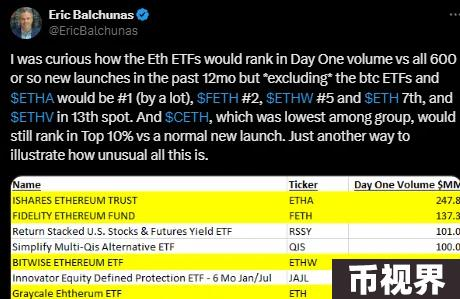 Eric Balchunas
@EricBalchunas
I was curious how the Eth ETFs would rank in Day One volume vs all 600
or so new launches in the past 12mo but *excluding* the btc ETFs and
$ETHA would be #1 (by a lot), $FETH #2, $ETHW #5 and $ETH 7th, and
$ETHV in 13th spot. And $CETH, which was lowest among group, would
still rank in Top 10% vs a normal new launch. Just another way to
illustrate how unusual all this is.
Name Ticker Day One Volume $MM
ISHARES ETHEREUM TRUST ETHA 247.8
FIDELITY ETHEREUM FUND FETH 137.3
Return Stacked U.S. Stocks & Futures Yield ETF RSSY 101.0
Simplify Multi-Qis Alternative ETF QIS 100.0
BITWISE ETHEREUM ETF ETHW
Innovator Equity Defined Protection ETF - 6 Mo Jan/Jul JAJL
Grayscale Ehtherium ETF ETH
币视界